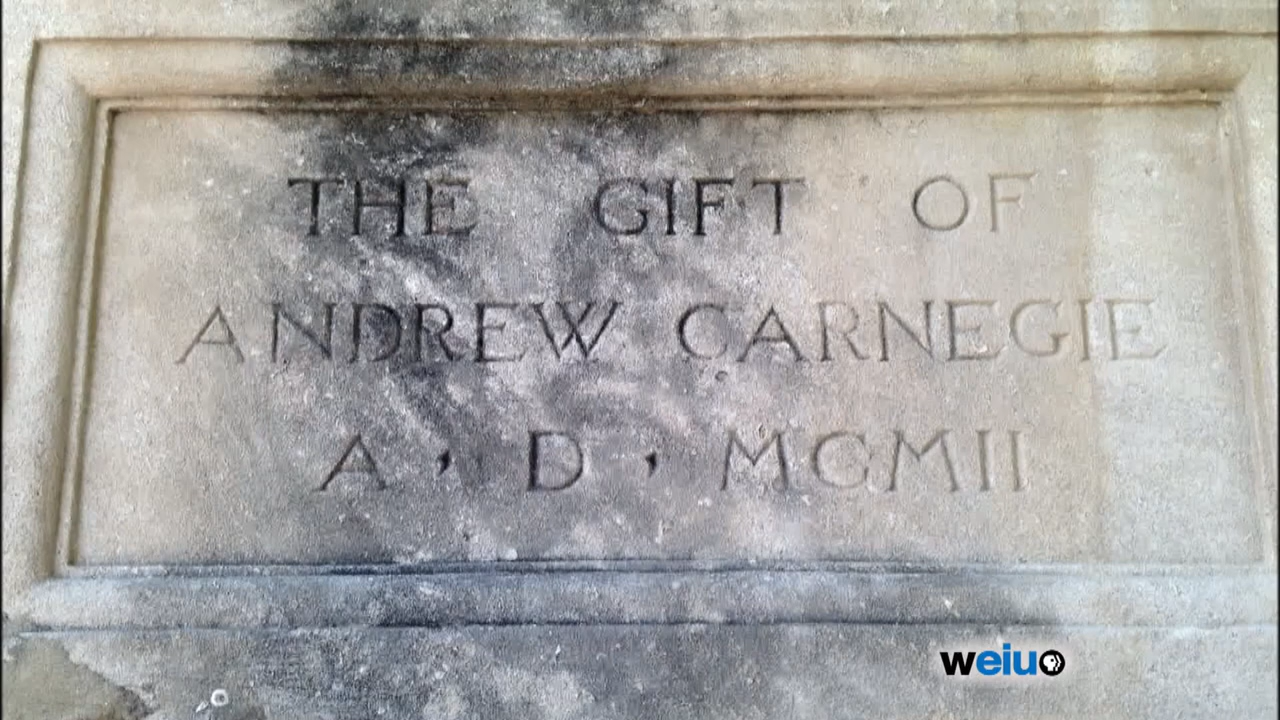 THE GIFT OF
ANDREW CARNEGIE
A · D · MCMII
weiu